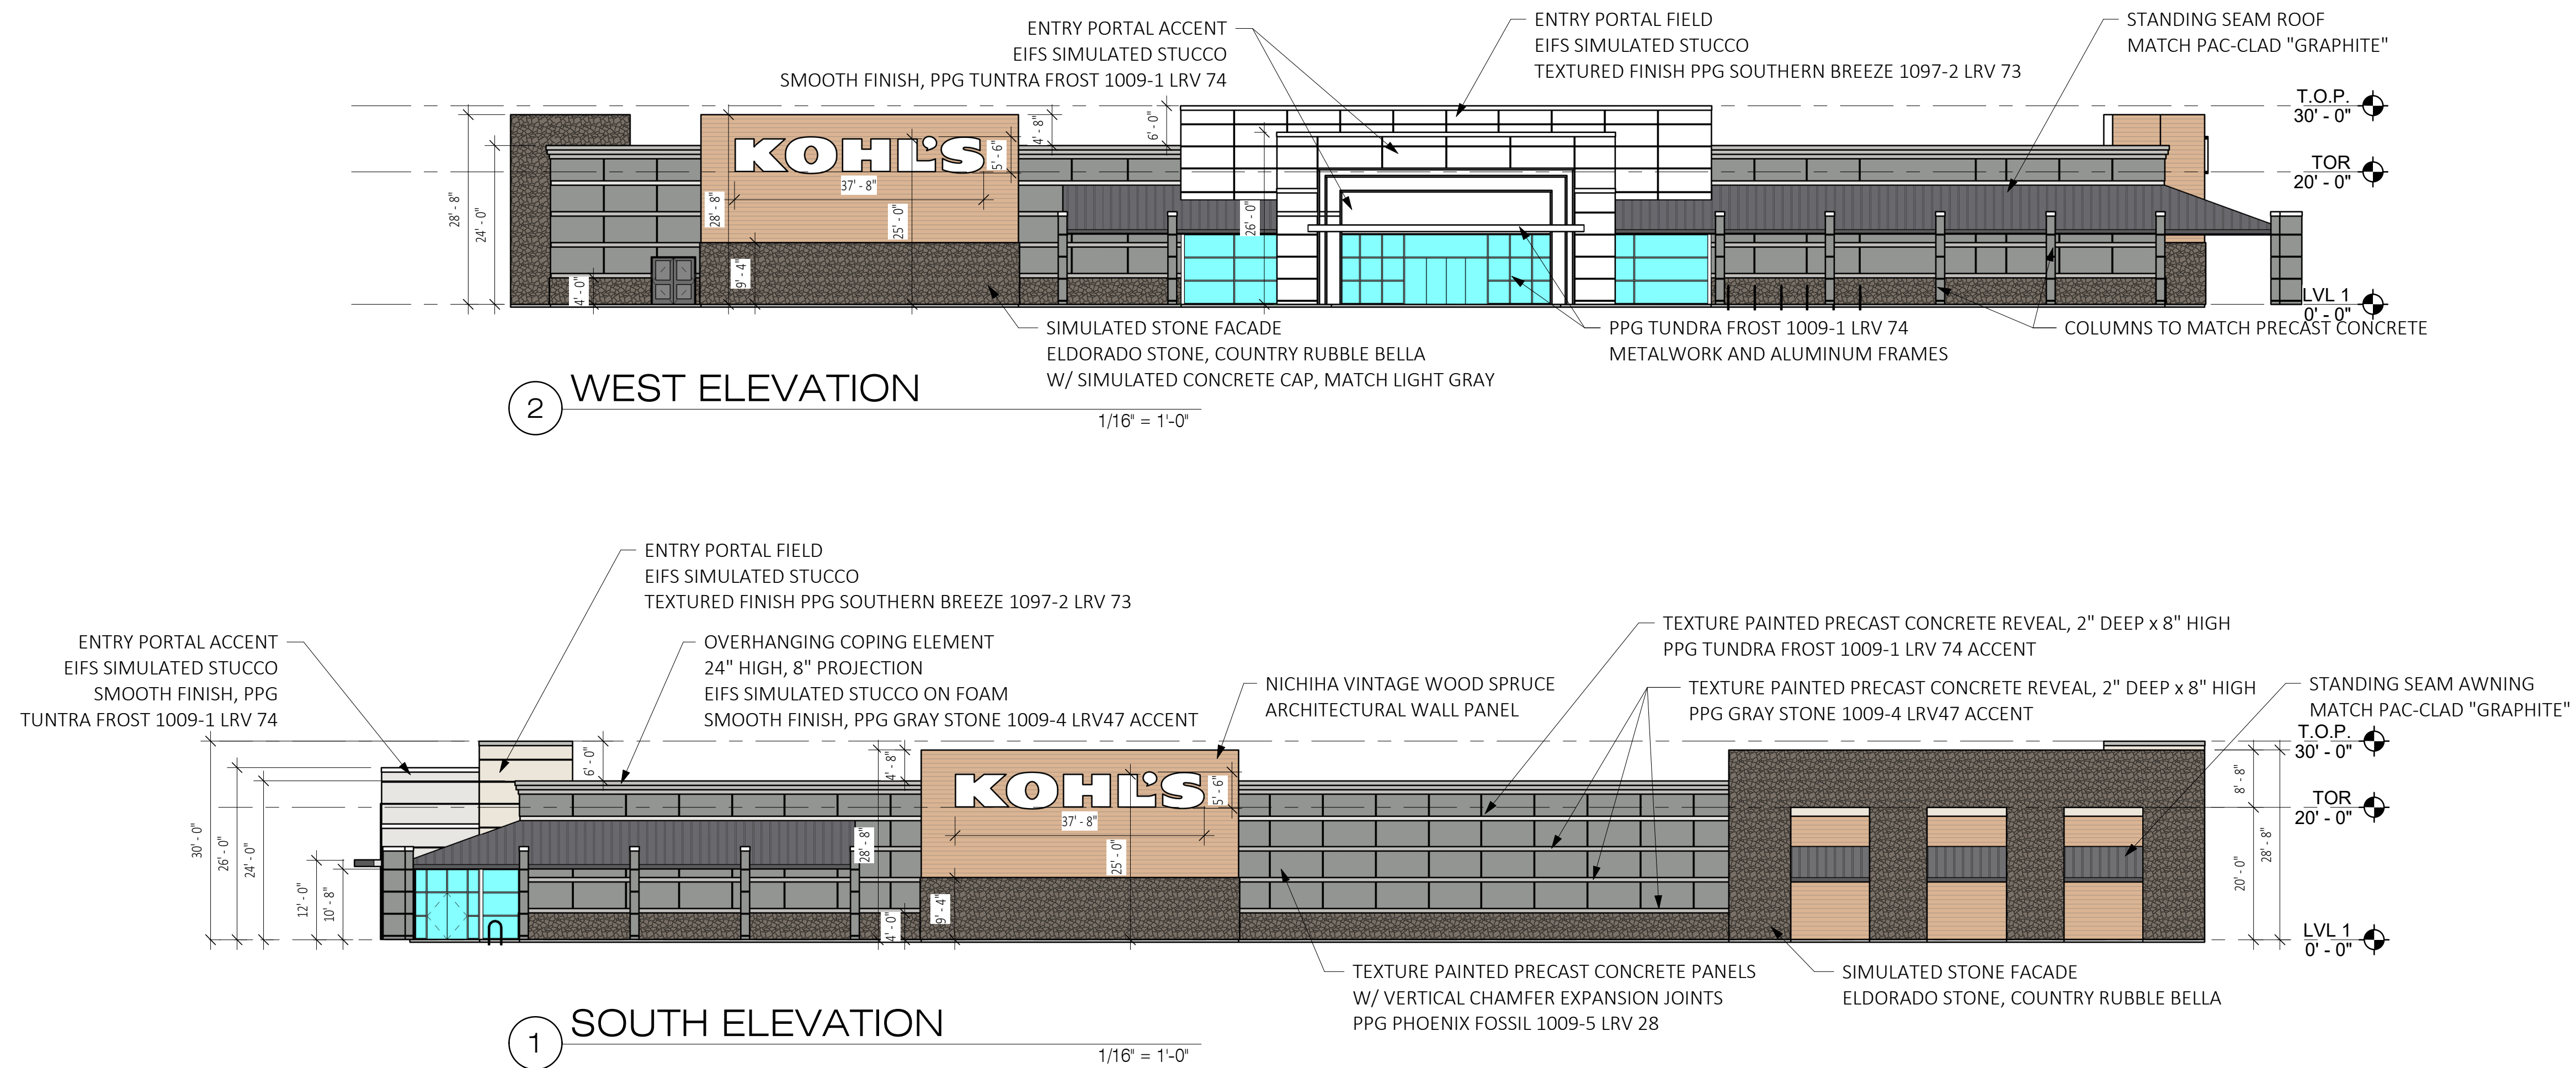 ENTRY PORTAL ACCENT
EIFS SIMULATED STUCCO
SMOOTH FINISH, PPG TUNTRA FROST 1009-1 LRV 74
ENTRY PORTAL FIELD
EIFS SIMULATED STUCCO
TEXTURED FINISH PPG SOUTHERN BREEZE 1097-2 LRV 73
STANDING SEAM ROOF
MATCH PAC-CLAD "GRAPHITE"
T.O.P.
30' - 0"
TOR
20' - 0"
LVL 1
0' - 0"
28' - 8"
24' - 0"
4' - 0"
28' - 8"
9' - 4"
KOHL'S
37' - 8"
25' - 0"
5' - 6"
4' - 8"
6' - 0"
26' - 0"
SIMULATED STONE FACADE
ELDORADO STONE, COUNTRY RUBBLE BELLA
W/ SIMULATED CONCRETE CAP, MATCH LIGHT GRAY
PPG TUNDRA FROST 1009-1 LRV 74
METALWORK AND ALUMINUM FRAMES
COLUMNS TO MATCH PRECAST CONCRETE
2
WEST ELEVATION
1/16" = 1'-0"
ENTRY PORTAL FIELD
EIFS SIMULATED STUCCO
TEXTURED FINISH PPG SOUTHERN BREEZE 1097-2 LRV 73
ENTRY PORTAL ACCENT
EIFS SIMULATED STUCCO
SMOOTH FINISH, PPG
TUNTRA FROST 1009-1 LRV 74
OVERHANGING COPING ELEMENT
24" HIGH, 8" PROJECTION
EIFS SIMULATED STUCCO ON FOAM
SMOOTH FINISH, PPG GRAY STONE 1009-4 LRV47 ACCENT
NICHIHA VINTAGE WOOD SPRUCE
ARCHITECTURAL WALL PANEL
TEXTURE PAINTED PRECAST CONCRETE REVEAL, 2" DEEP x 8" HIGH
PPG TUNDRA FROST 1009-1 LRV 74 ACCENT
TEXTURE PAINTED PRECAST CONCRETE REVEAL, 2" DEEP x 8" HIGH
PPG GRAY STONE 1009-4 LRV47 ACCENT
STANDING SEAM AWNING
MATCH PAC-CLAD "GRAPHITE"
T.O.P.
30' - 0"
TOR
20' - 0"
LVL 1
0' - 0"
30' - 0"
26' - 0"
24' - 0"
12' - 0"
10' - 8"
6' - 0"
28' - 8"
4' - 8"
4' - 0"
9' - 4"
KOHL'S
37' - 8"
25' - 0"
5' - 6"
8' - 8"
20' - 0"
28' - 8"
TEXTURE PAINTED PRECAST CONCRETE PANELS
W/ VERTICAL CHAMFER EXPANSION JOINTS
PPG PHOENIX FOSSIL 1009-5 LRV 28
SIMULATED STONE FACADE
ELDORADO STONE, COUNTRY RUBBLE BELLA
1
SOUTH ELEVATION
1/16" = 1'-0"